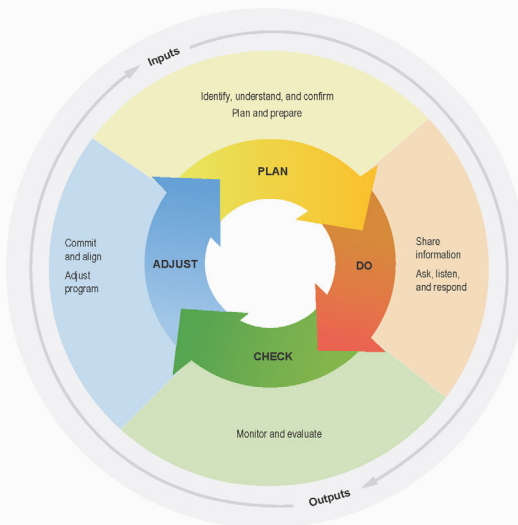 Inputs
Identify, understand, and confirm
Plan and prepare
PLAN
Commit
and align
Adjust
program
ADJUST
DO
Share
information
Ask, listen,
and respond
CHECK
Monitor and evaluate
Outputs